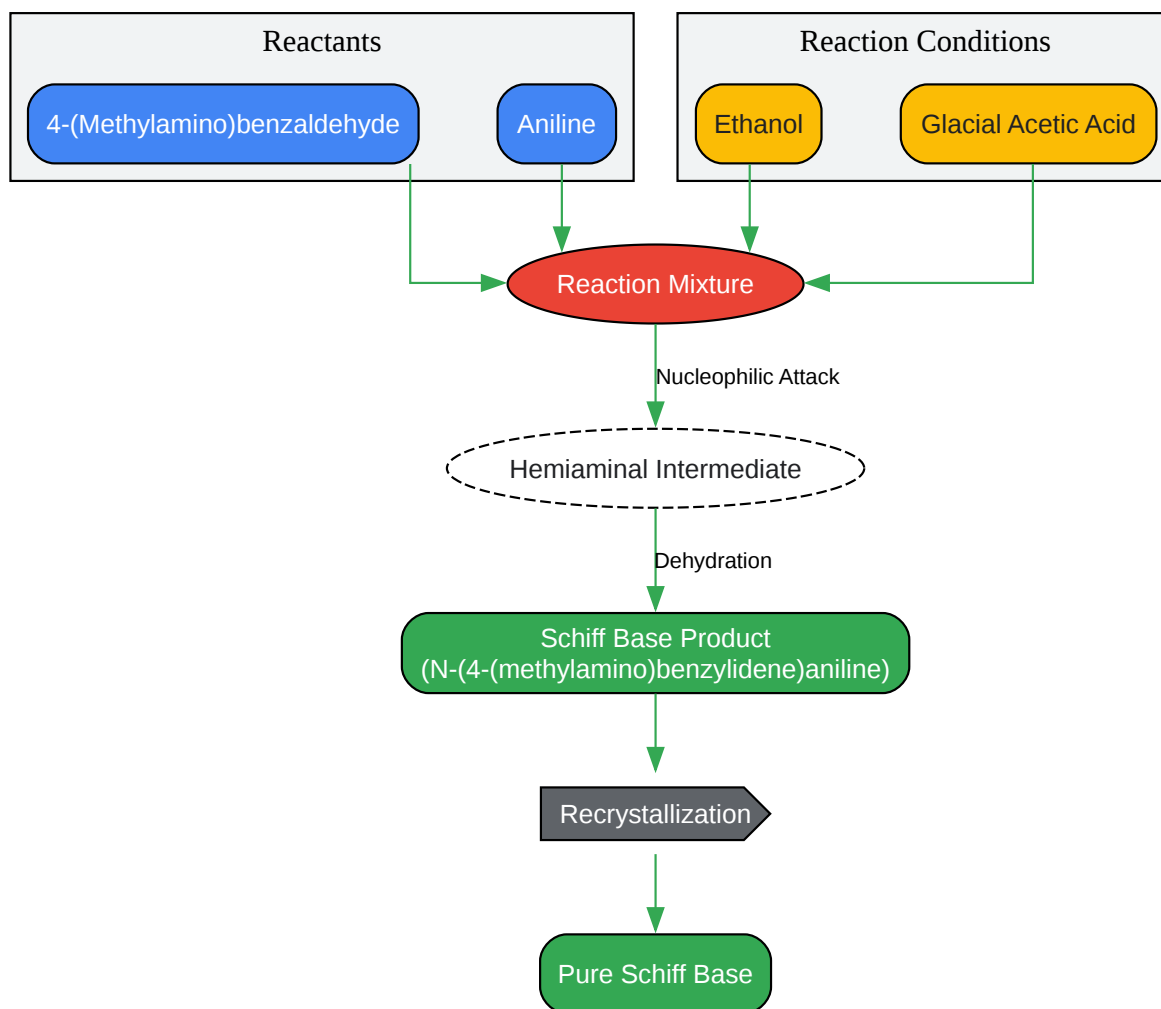 Reactants
Reaction Conditions
4-(Methylamino)benzaldehyde
Aniline
Ethanol
Glacial Acetic Acid
Reaction Mixture
Nucleophilic Attack
Hemiaminal Intermediate
Dehydration
Schiff Base Product
(N-(4-(methylamino)benzylidene)aniline)
Recrystallization
Pure Schiff Base